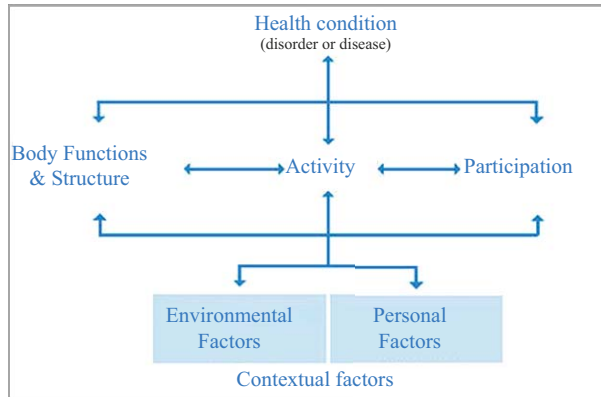 Health condition
(disorder or disease)
Body Functions
& Structure
Activity
Participation
Environmental
Factors
Personal
Factors
Contextual factors